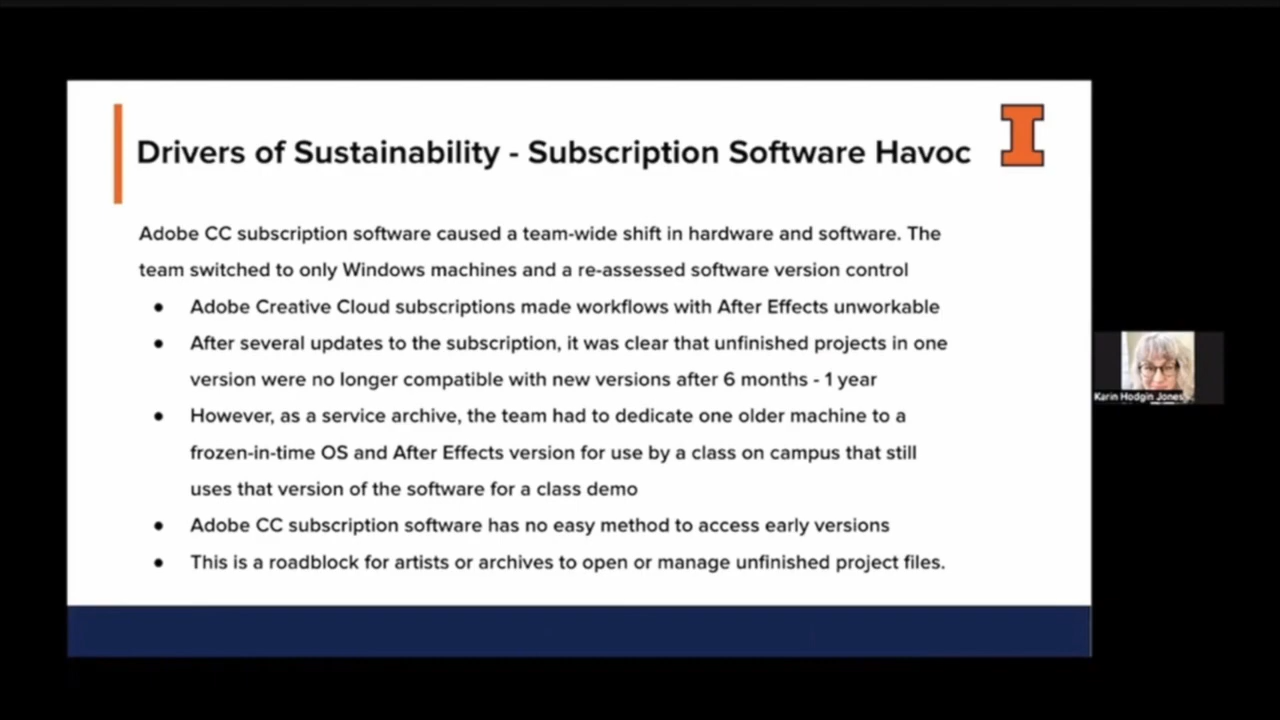 Drivers of Sustainability - Subscription Software Havoc
Adobe CC subscription software caused a team-wide shift in hardware and software. The
team switched to only Windows machines and a re-assessed software version control
● Adobe Creative Cloud subscriptions made workflows with After Effects unworkable
● After several updates to the subscription, it was clear that unfinished projects in one
version were no longer compatible with new versions after 6 months - 1 year
● However, as a service archive, the team had to dedicate one older machine to a
frozen-in-time OS and After Effects version for use by a class on campus that still
uses that version of the software for a class demo
● Adobe CC subscription software has no easy method to access early versions
● This is a roadblock for artists or archives to open or manage unfinished project files.
Karin Hodgin Jones